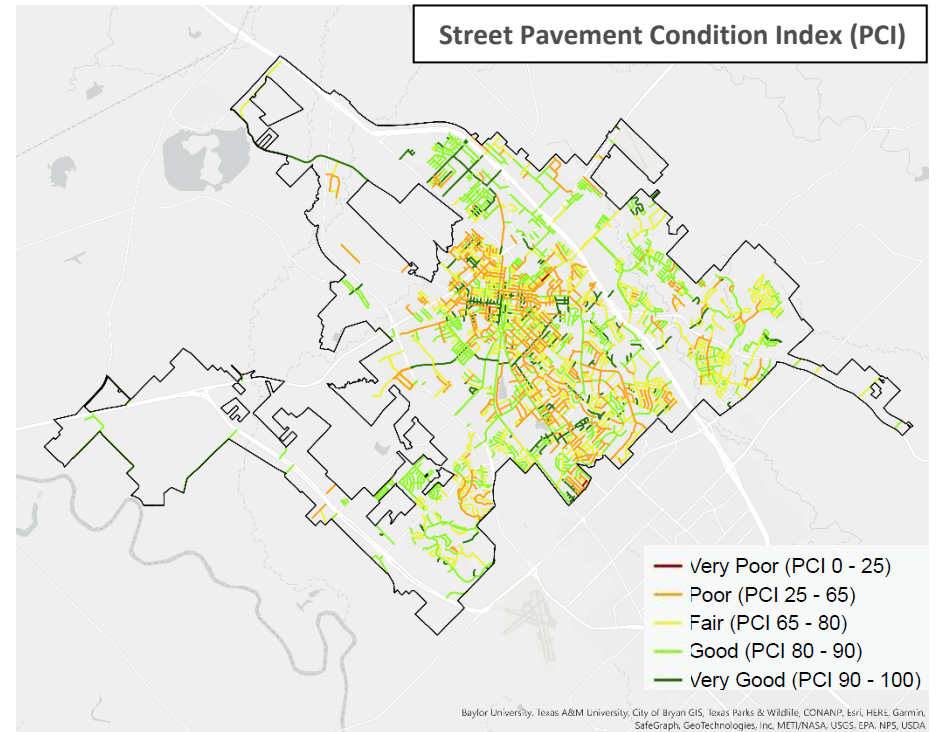 Street Pavement Condition Index (PCI)
Very Poor (PCI 0 - 25)
Poor (PCI 25 - 65)
Fair (PCI 65 - 80)
Good (PCI 80 - 90)
Very Good (PCI 90 - 100)
Baylor University, Texas A&M University, City of Bryan GIS, Texas Parks & Wildlife, CONANP, Esri, HERE, Garmin,
SafeGraph, GeoTechnologies, Inc, METI/NASA, USGS, EPA, NPS, USDA